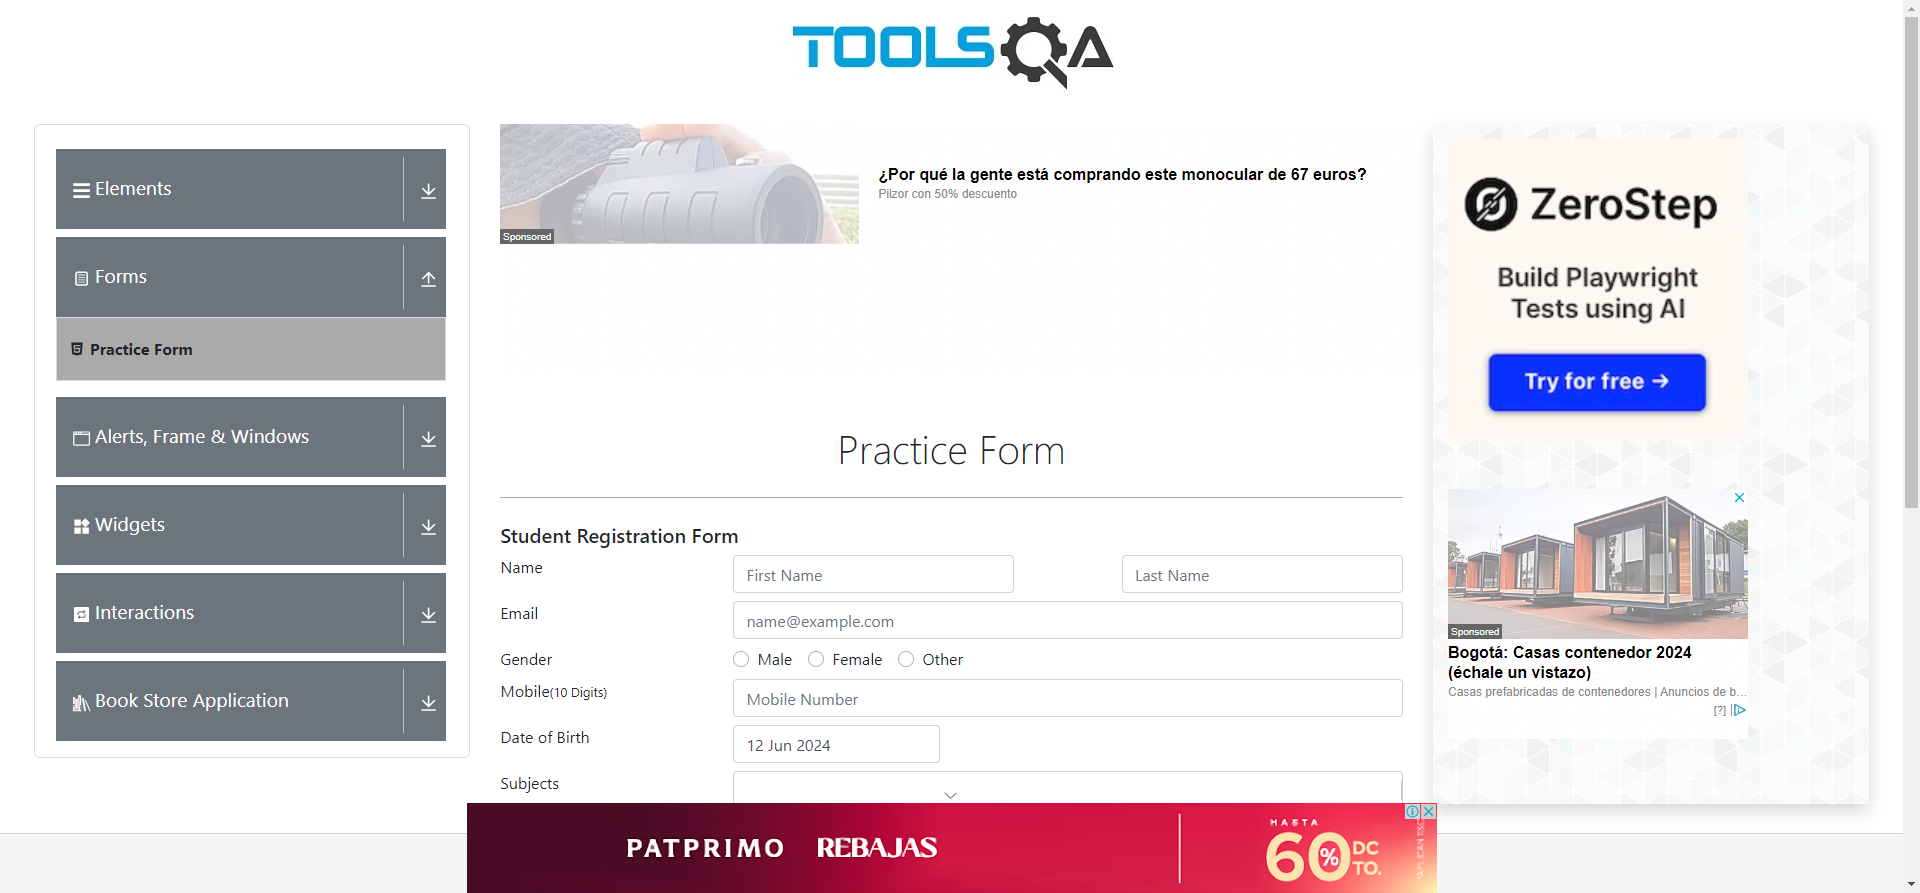 TOOLSQA
Elements
Forms
Practice Form
Alerts, Frame & Windows
Widgets
Interactions
Book Store Application
Sponsored
¿Por qué la gente está comprando este monocular de 67 euros?
Pilzor con 50% descuento
Practice Form
Student Registration Form
Name
First Name
Last Name
Email
name@example.com
Gender
Male
Female
Other
Mobile(10 Digits)
Mobile Number
Date of Birth
12 Jun 2024
Subjects
ZeroStep
Build Playwright
Tests using AI
Try for free →
Sponsored
Bogotá: Casas contenedor 2024
(échale un vistazo)
Casas prefabricadas de contenedores | Anuncios de b...
[?]
PATPRIMO REBAJAS
HASTA
60% DCTO.